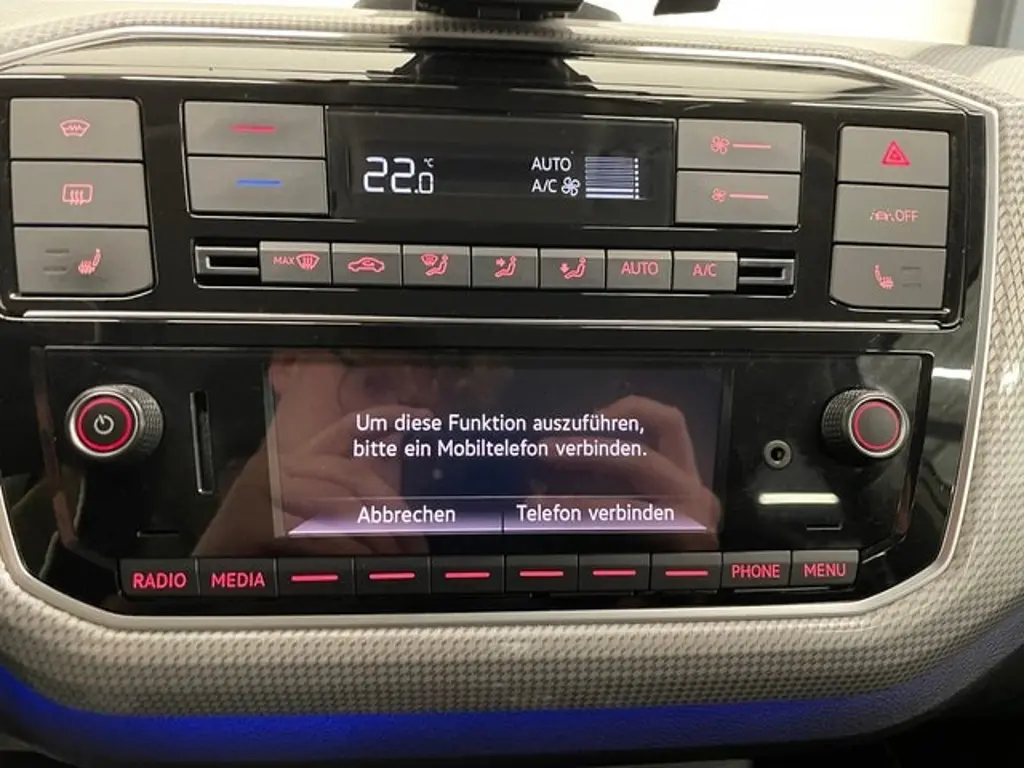 22.0 °C
AUTO
A/C
OFF
MAX
AUTO
A/C
Um diese Funktion auszuführen,
bitte ein Mobiltelefon verbinden.
Abbrechen
Telefon verbinden
RADIO
MEDIA
PHONE
MENU